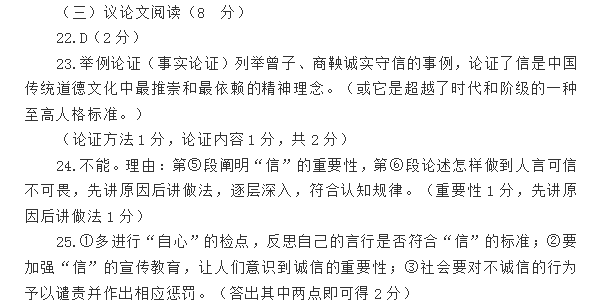 （三）议论文阅读（8 分）
22.D（2 分）
23.举例论证（事实论证）列举曾子、商鞅诚实守信的事例，论证了信是中国
传统道德文化中最推崇和最依赖的精神理念。（或它是超越了时代和阶级的一种
至高人格标准。）
（论证方法 1 分，论证内容 1 分，共 2 分）
24.不能。理由：第⑤段阐明“信”的重要性，第⑥段论述怎样做到人言可信
不可畏，先讲原因后讲做法，逐层深入，符合认知规律。（重要性 1 分，先讲原
因后讲做法 1 分）
25.①多进行“自心”的检点，反思自己的言行是否符合“信”的标准；②要
加强“信”的宣传教育，让人们意识到诚信的重要性；③社会要对不诚信的行为
予以谴责并作出相应惩罚。（答出其中两点即可得 2 分）